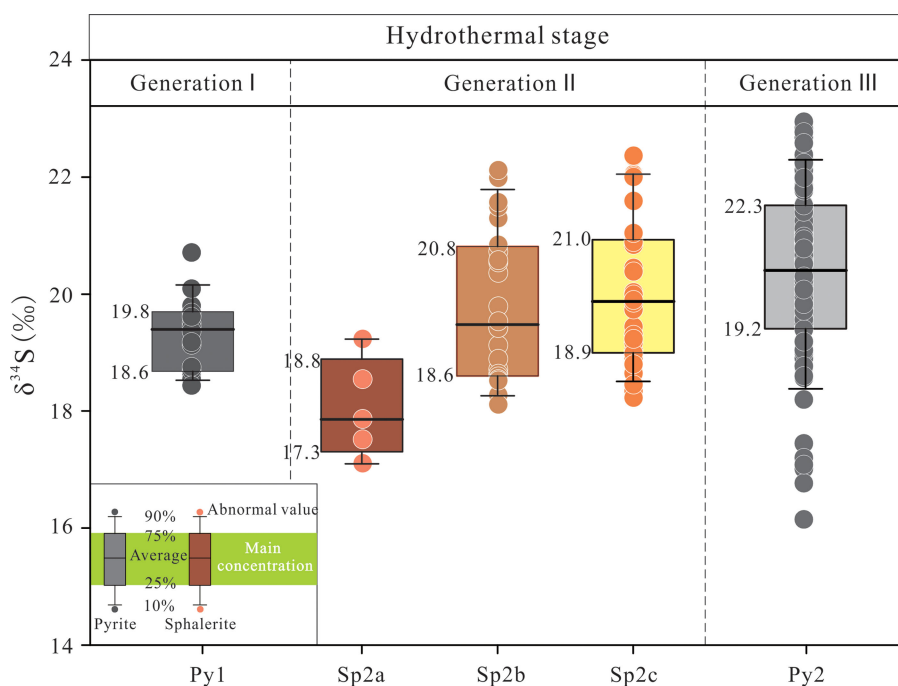 Hydrothermal stage
Generation I
Generation II
Generation III
δ³⁴S (‰)
24
22
20
18
16
14
19.8
18.6
18.8
17.3
20.8
18.6
21.0
18.9
22.3
19.2
Abnormal value
90%
75%
Average
Main
concentration
25%
10%
Pyrite
Sphalerite
Py1
Sp2a
Sp2b
Sp2c
Py2